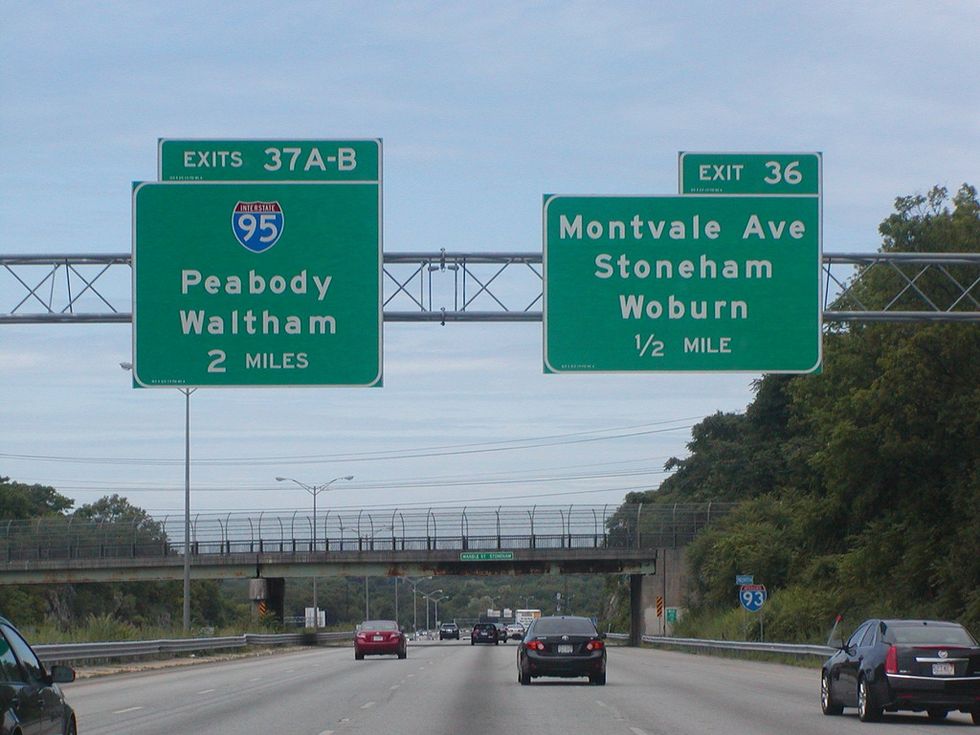 EXITS 37A-B
INTERSTATE
95
Peabody
Waltham
2 MILES
EXIT 36
Montvale Ave
Stoneham
Woburn
1/2 MILE
MARBLE ST STONEHAM
NORTH
93